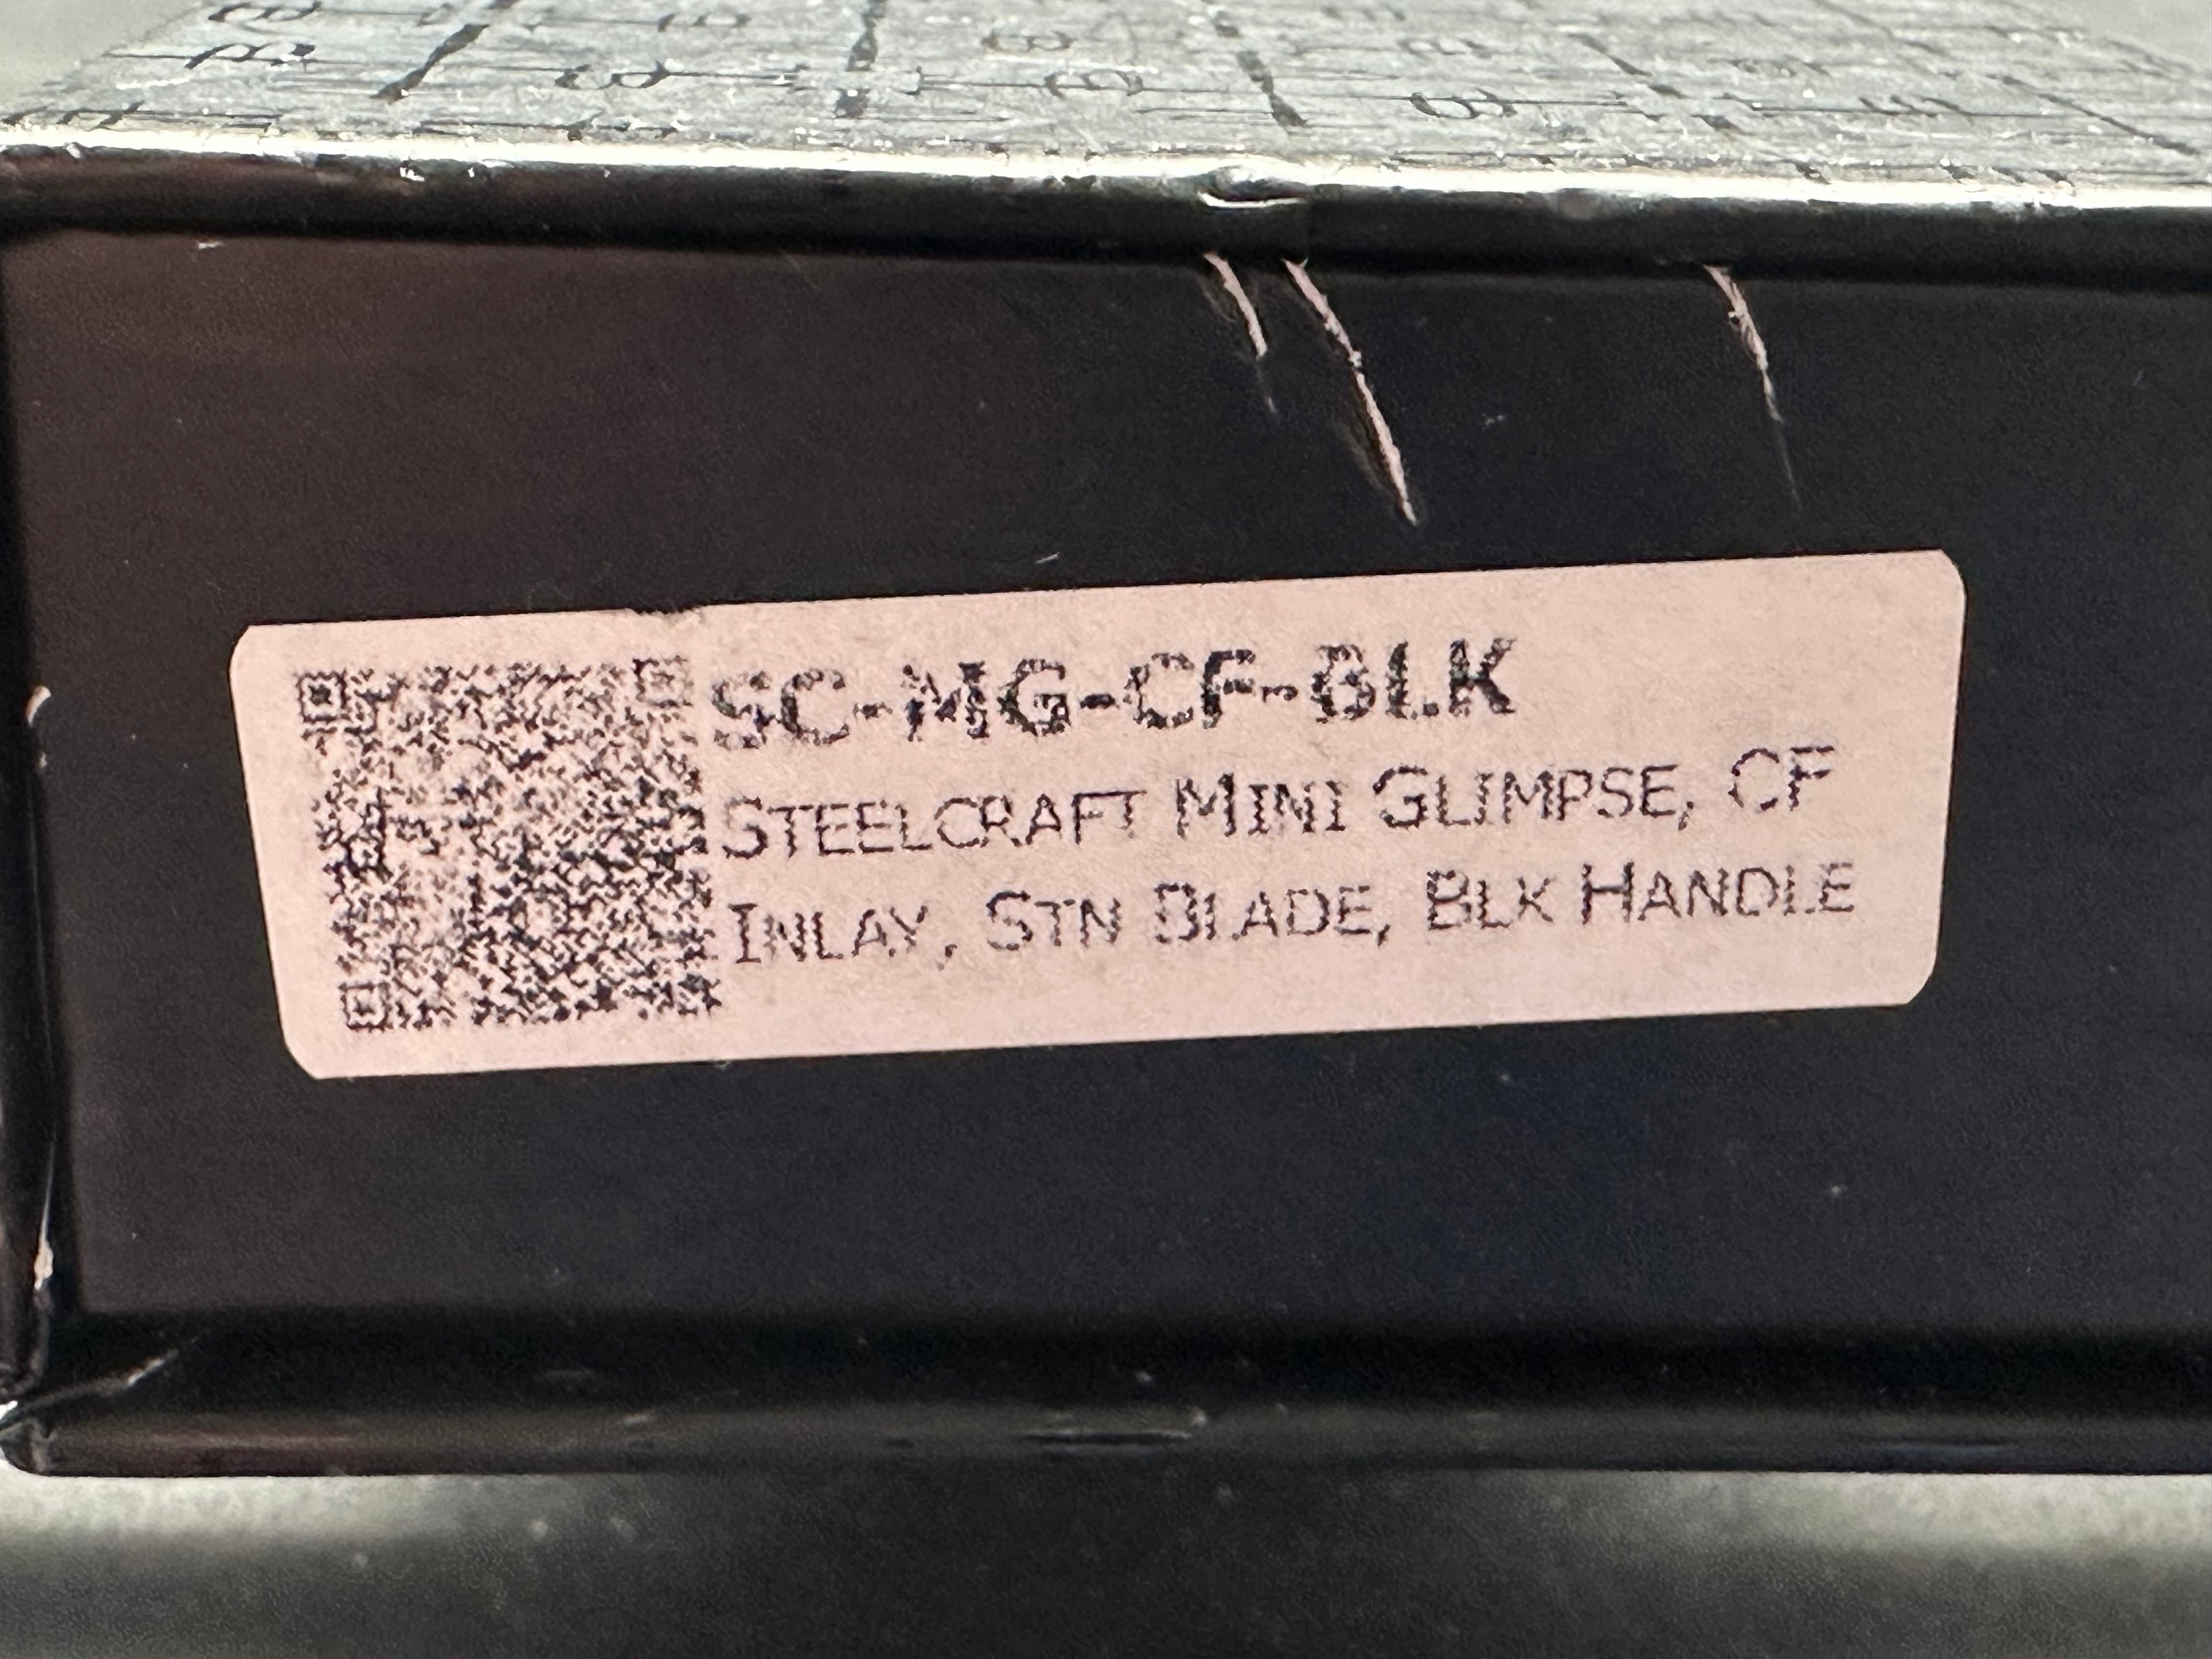 SC-MG-CF-BLK
STEELCRAFT MINI GLIMPSE, CF
INLAY, STN BLADE, BLK HANDLE